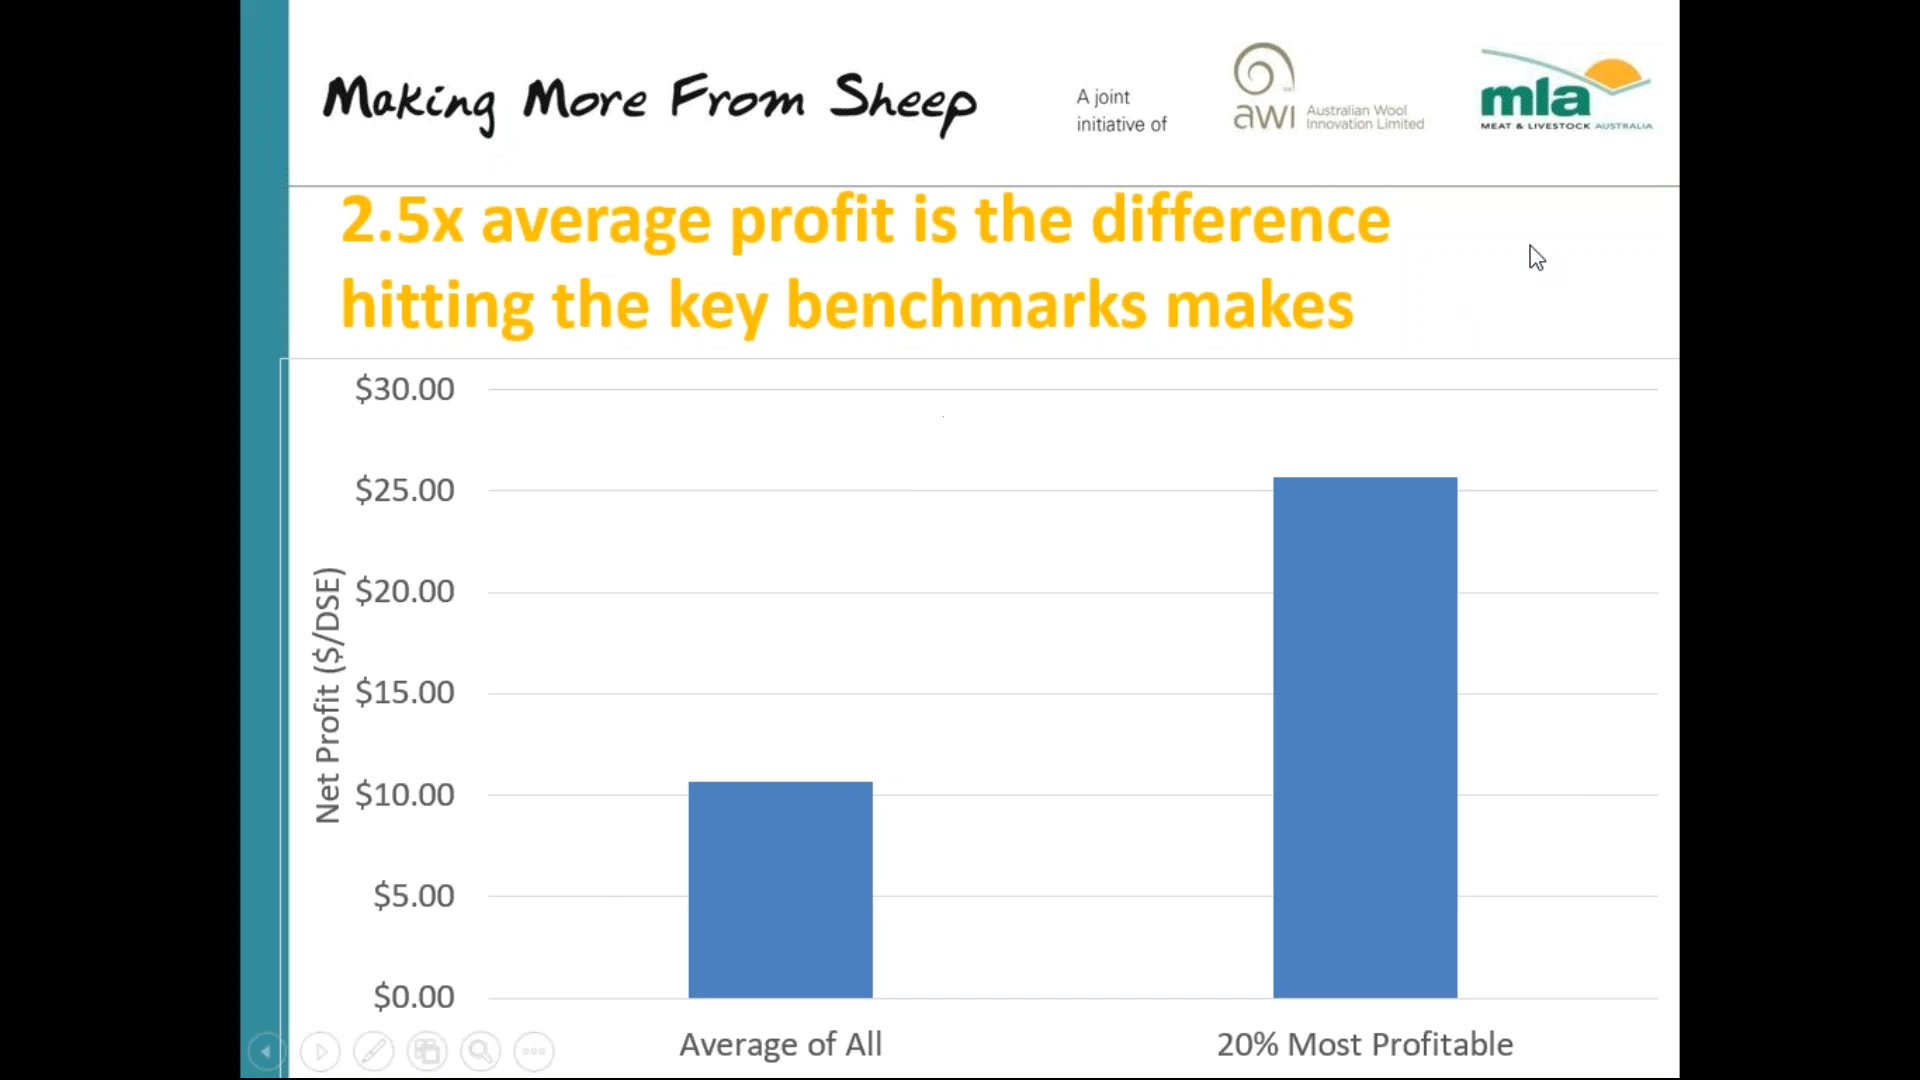 Making More From Sheep
A joint
initiative of
awi
Australian Wool
Innovation Limited
mla
MEAT & LIVESTOCK AUSTRALIA
2.5x average profit is the difference
hitting the key benchmarks makes
Net Profit ($/DSE)
$30.00
$25.00
$20.00
$15.00
$10.00
$5.00
$0.00
Average of All
20% Most Profitable